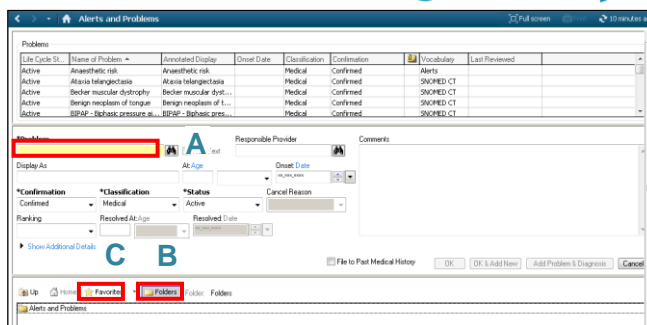 Alerts and Problems
Full screen Print 10 minutes a
Problems
Life Cycle St... Name of Problem Annotated Display Onset Date Classification Confirmation Vocabulary Last Reviewed
Active Anaesthetic risk Anaesthetic risk Medical Confirmed Alerts
Active Ataxia telangiectasia Ataxia telangiectasia Medical Confirmed SNOMED CT
Active Becker muscular dystrophy Becker muscular dyst... Medical Confirmed SNOMED CT
Active Benign neoplasm of tongue Benign neoplasm of t... Medical Confirmed SNOMED CT
Active BIPAP - Biphasic pressure ai... BIPAP - Biphasic pres... Medical Confirmed SNOMED CT
*Problem A Text Responsible Provider Comments
Display As At: Age Onset: Date
**-***-****
*Confirmation *Classification *Status Cancel Reason
Confirmed Medical Active
Ranking Resolved At: Age Resolved: Date
**-***-****
Show Additional Details
C B
File to Past Medical History OK OK & Add New Add Problem & Diagnosis Cancel
Up Home Favorites Folders Folder: Folders
Alerts and Problems